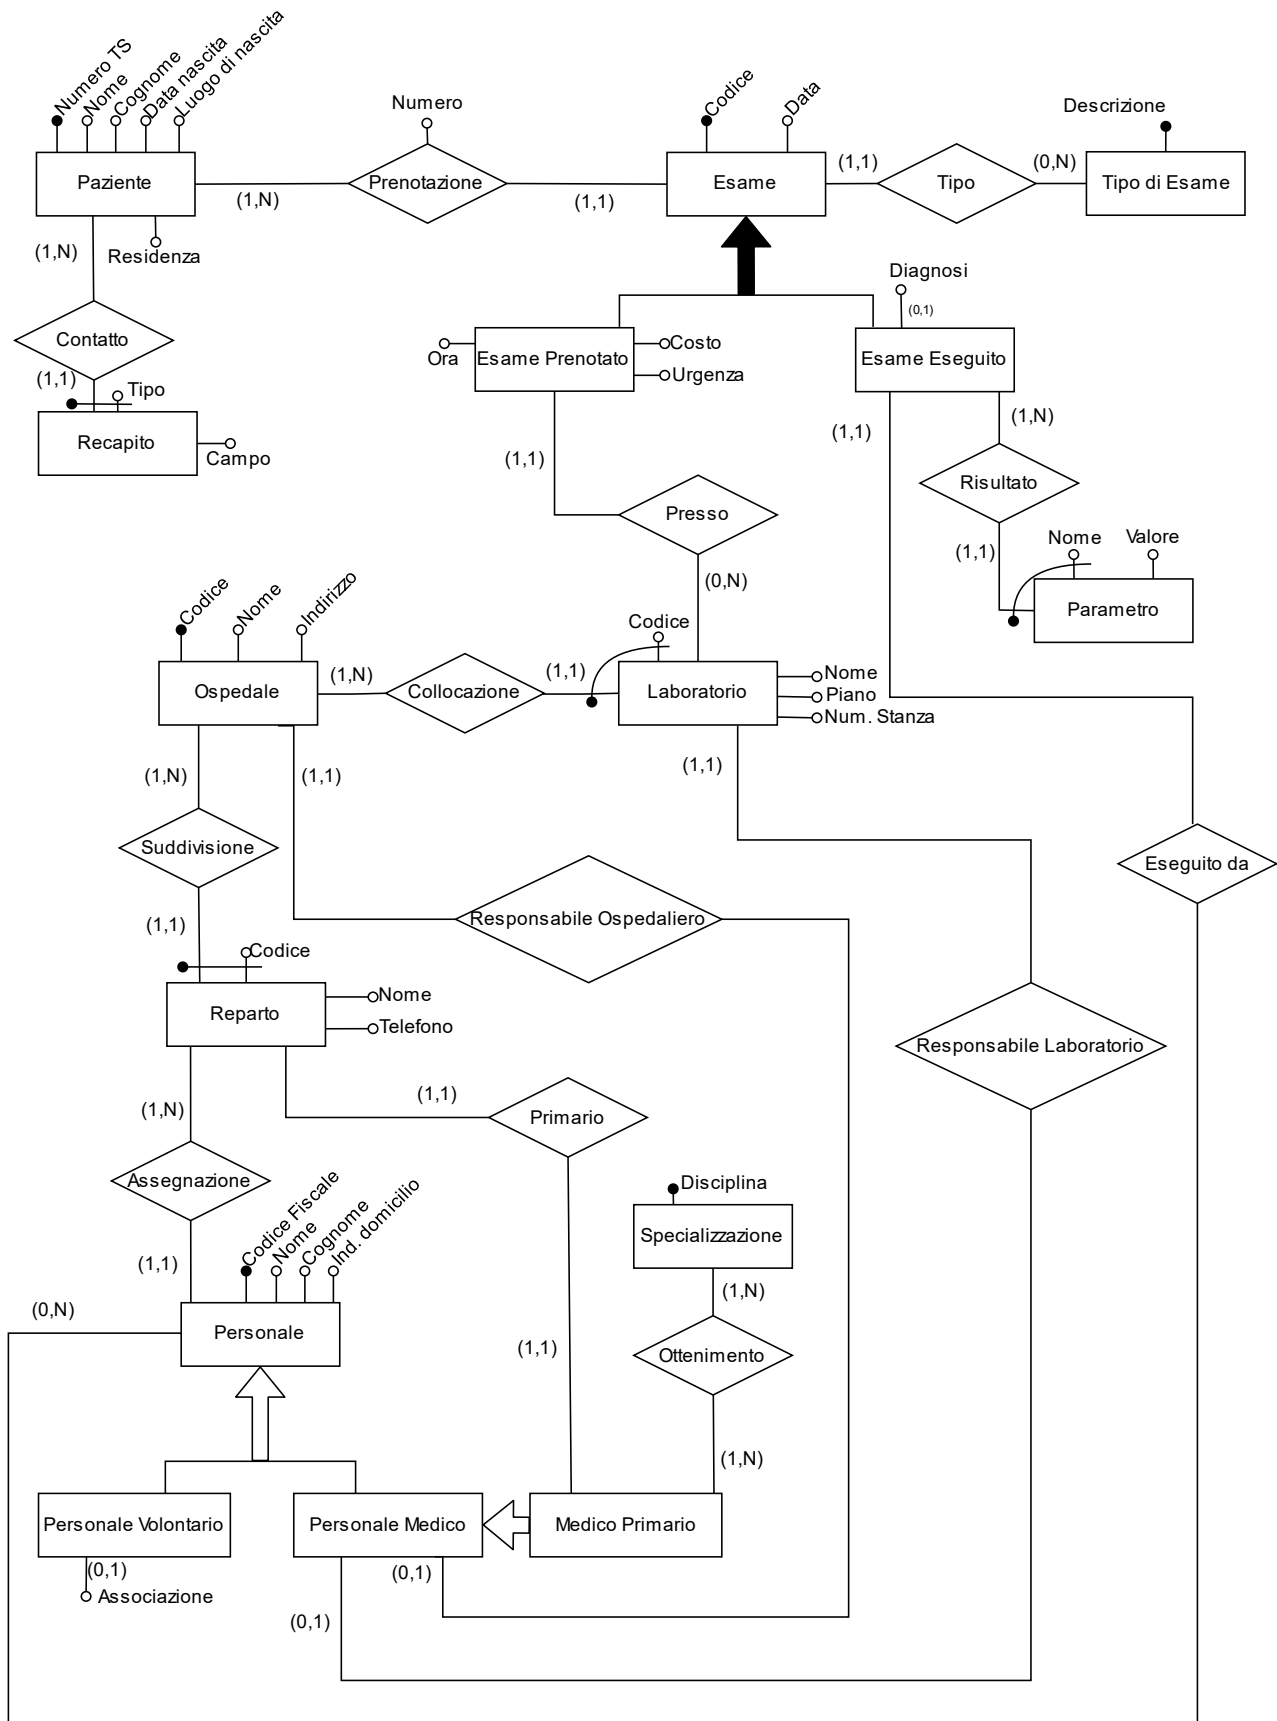 Numero TS
Nome
Cognome
Data nascita
Luogo di nascita
Numero
Codice
Data
Descrizione
Paziente
(1,N)
Prenotazione
(1,1)
Esame
(1,1)
Tipo
(0,N)
Tipo di Esame
(1,N)
Residenza
Diagnosi
(0,1)
Contatto
Ora
Esame Prenotato
Costo
Urgenza
Esame Eseguito
(1,1)
Tipo
Recapito
Campo
(1,1)
(1,1)
(1,N)
Risultato
Presso
(1,1)
Nome
Valore
(0,N)
Parametro
Codice
Nome
Indirizzo
Codice
Ospedale
(1,N)
Collocazione
(1,1)
Laboratorio
Nome
Piano
Num. Stanza
(1,N)
(1,1)
(1,1)
Suddivisione
Eseguito da
Responsabile Ospedaliero
(1,1)
Codice
Reparto
Nome
Telefono
Responsabile Laboratorio
(1,N)
(1,1)
Primario
Assegnazione
Codice Fiscale
Nome
Cognome
Ind. domicilio
Disciplina
Specializzazione
(1,1)
(1,N)
(0,N)
Personale
(1,1)
Ottenimento
(1,N)
Personale Volontario
Personale Medico
Medico Primario
(0,1)
Associazione
(0,1)
(0,1)